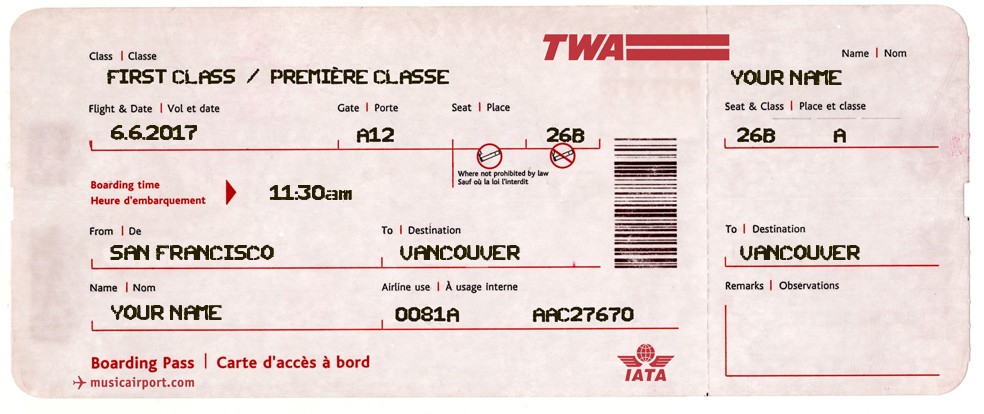 TWA
Class | Classe
FIRST CLASS / PREMIÈRE CLASSE
Flight & Date | Vol et date
Gate | Porte
Seat | Place
6.6.2017
A12
26B
Where not prohibited by law
Sauf où la loi l'interdit
Boarding time
Heure d'embarquement
11:30am
From | De
To | Destination
SAN FRANCISCO
VANCOUVER
Name | Nom
Airline use | À usage interne
YOUR NAME
0081A
AAC27670
Boarding Pass | Carte d'accès à bord
musicairport.com
IATA
Name | Nom
YOUR NAME
Seat & Class | Place et classe
26B
A
To | Destination
VANCOUVER
Remarks | Observations